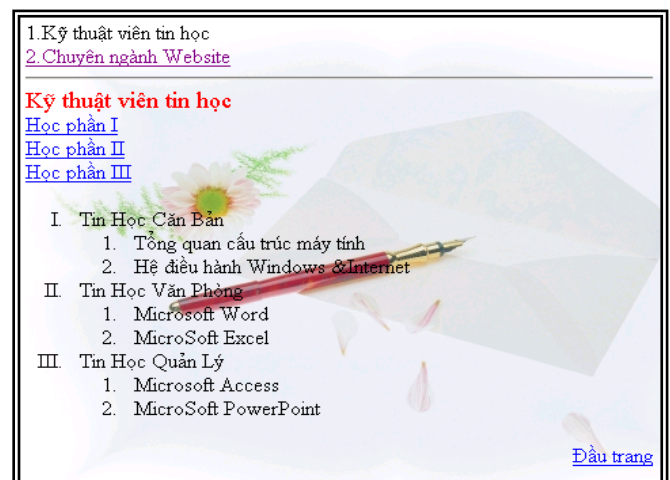 1.Kỹ thuật viên tin học
2.Chuyên ngành Website
Kỹ thuật viên tin học
Học phần I
Học phần II
Học phần III
I. Tin Học Căn Bản
1. Tổng quan cấu trúc máy tính
2. Hệ điều hành Windows &Internet
II. Tin Học Văn Phòng
1. Microsoft Word
2. MicroSoft Excel
III. Tin Học Quản Lý
1. Microsoft Access
2. MicroSoft PowerPoint
Đầu trang